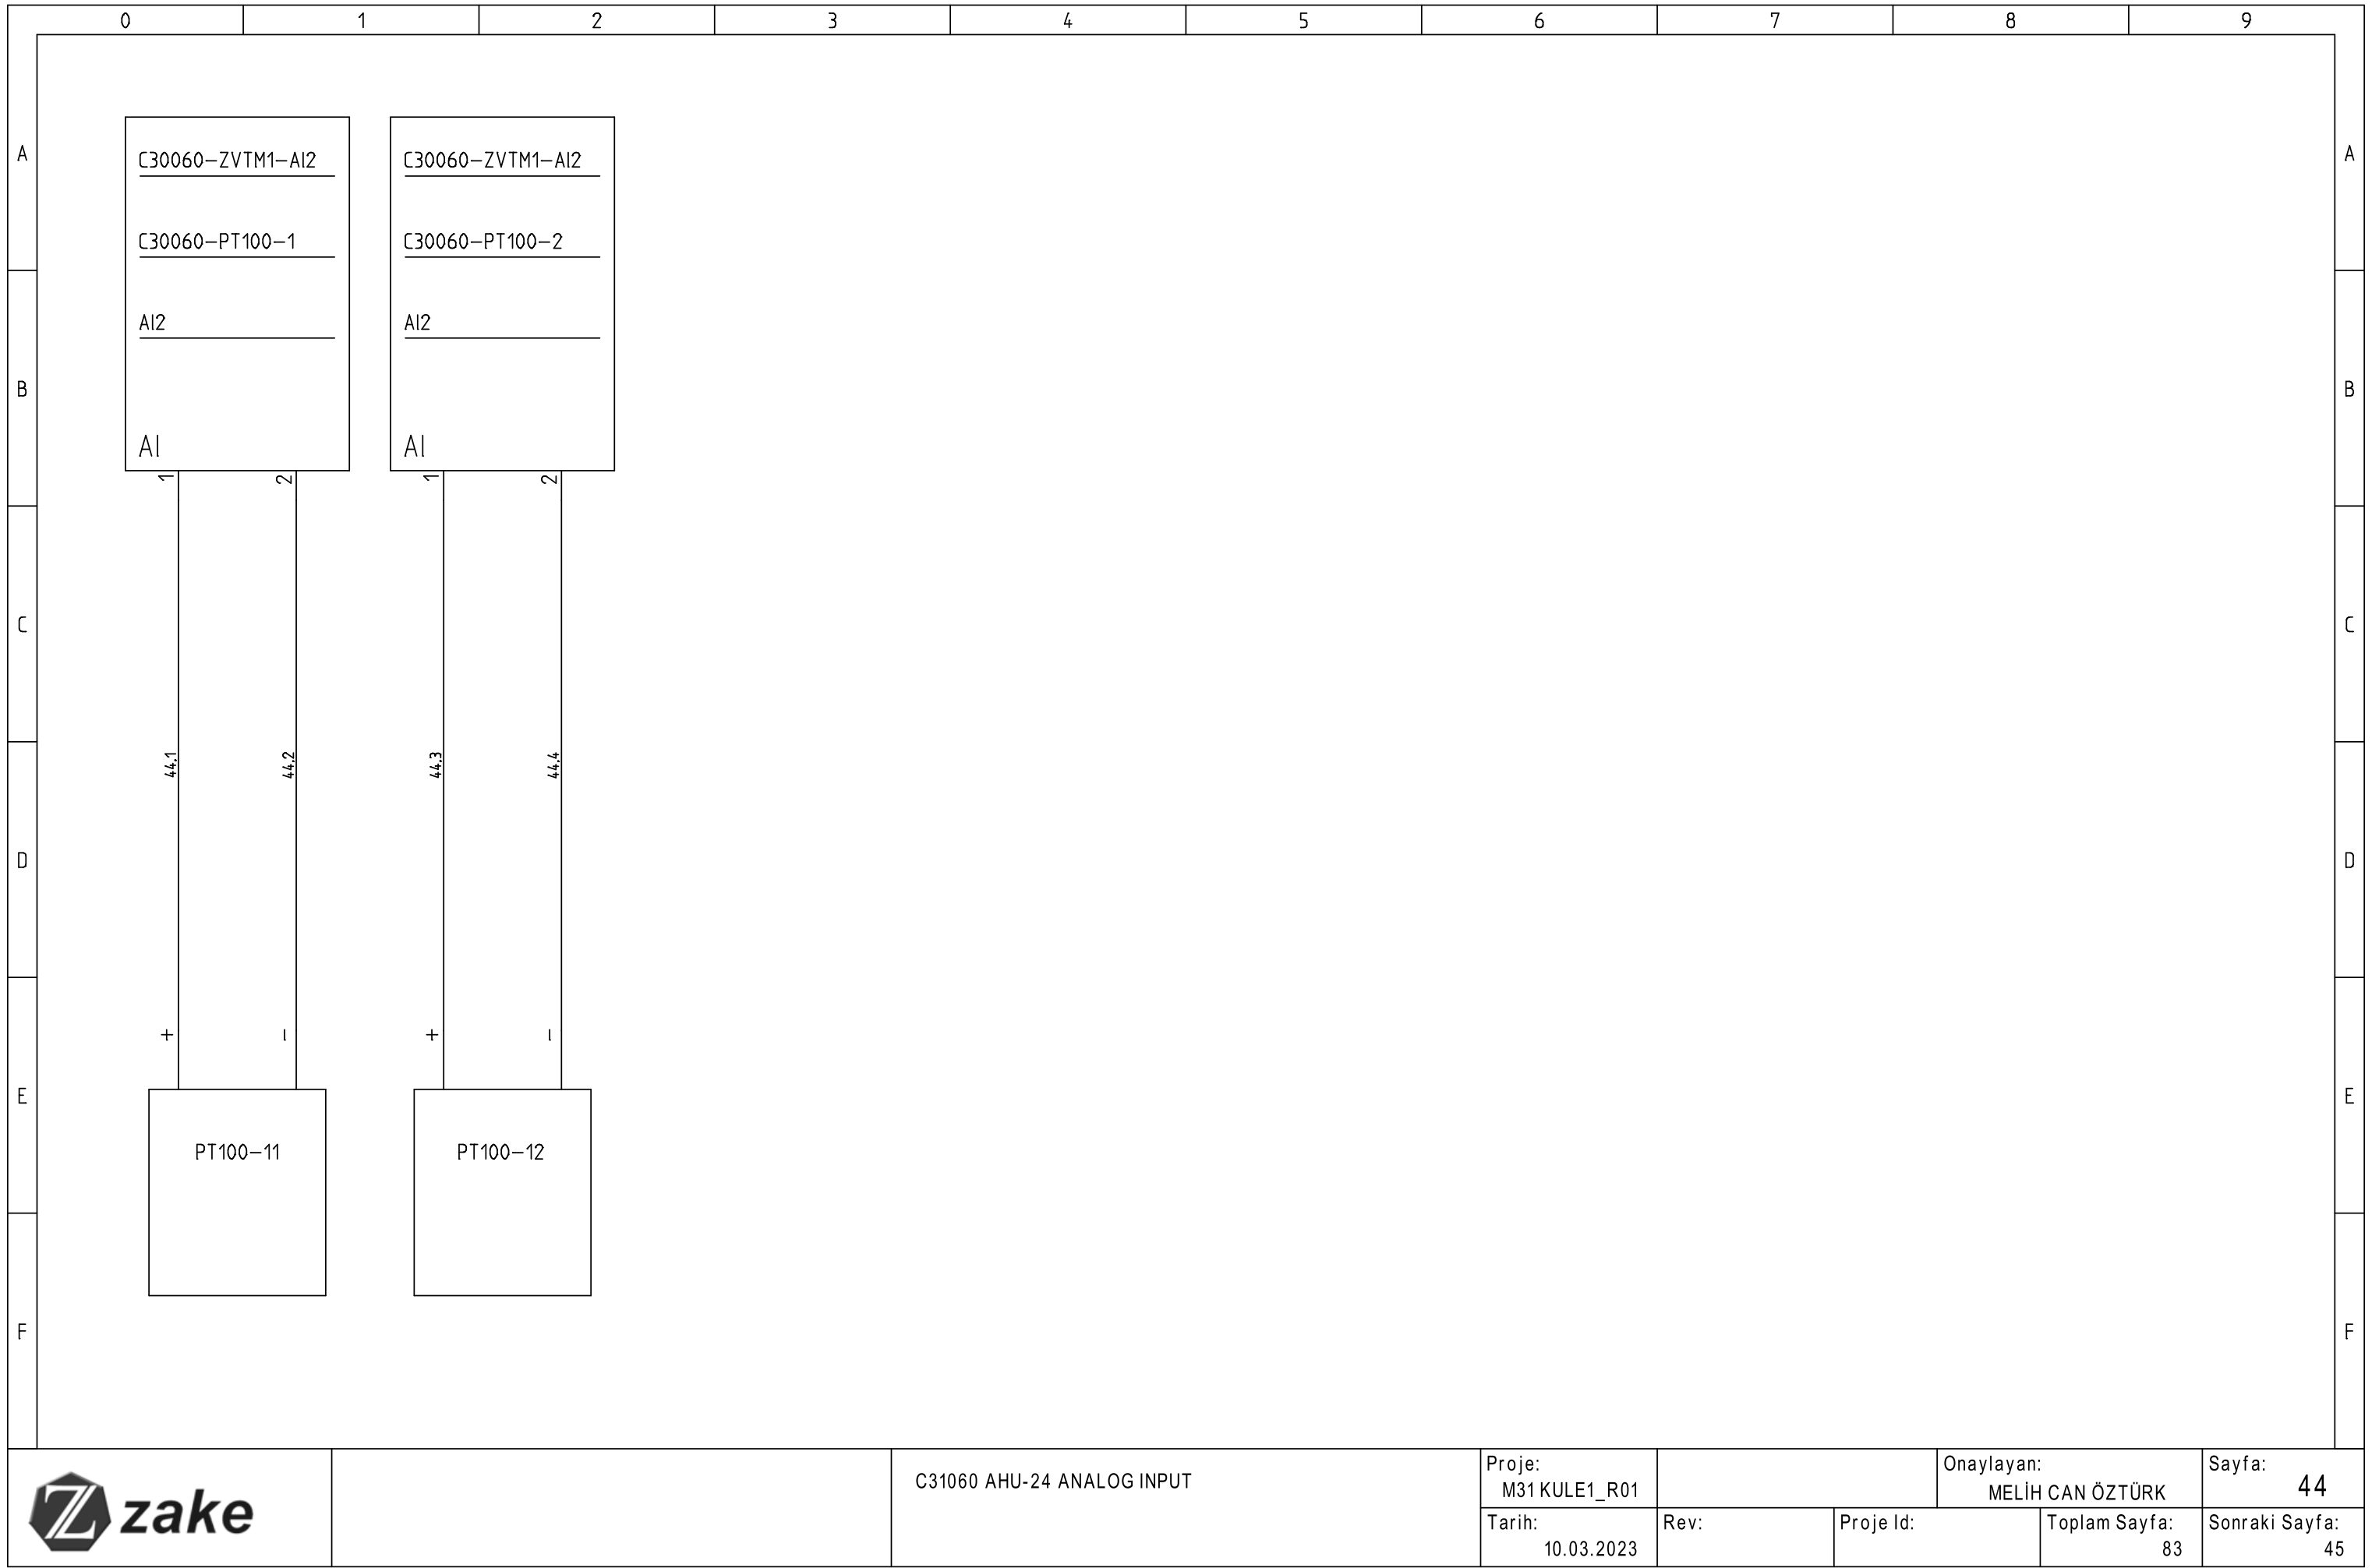 0 1 2 3 4 5 6 7 8 9
A A
C30060-ZVTM1-AI2
C30060-PT100-1
AI2
AI
1 2
C30060-ZVTM1-AI2
C30060-PT100-2
AI2
AI
1 2
B B
C C
44.1 44.2 44.3 44.4
D D
+ - + -
E E
PT100-11
PT100-12
F F
zake
C31060 AHU-24 ANALOG INPUT
Proje:
M31 KULE1_R01
Onaylayan:
MELİH CAN ÖZTÜRK
Sayfa:
44
Tarih:
10.03.2023
Rev:
Proje Id:
Toplam Sayfa:
83
Sonraki Sayfa:
45